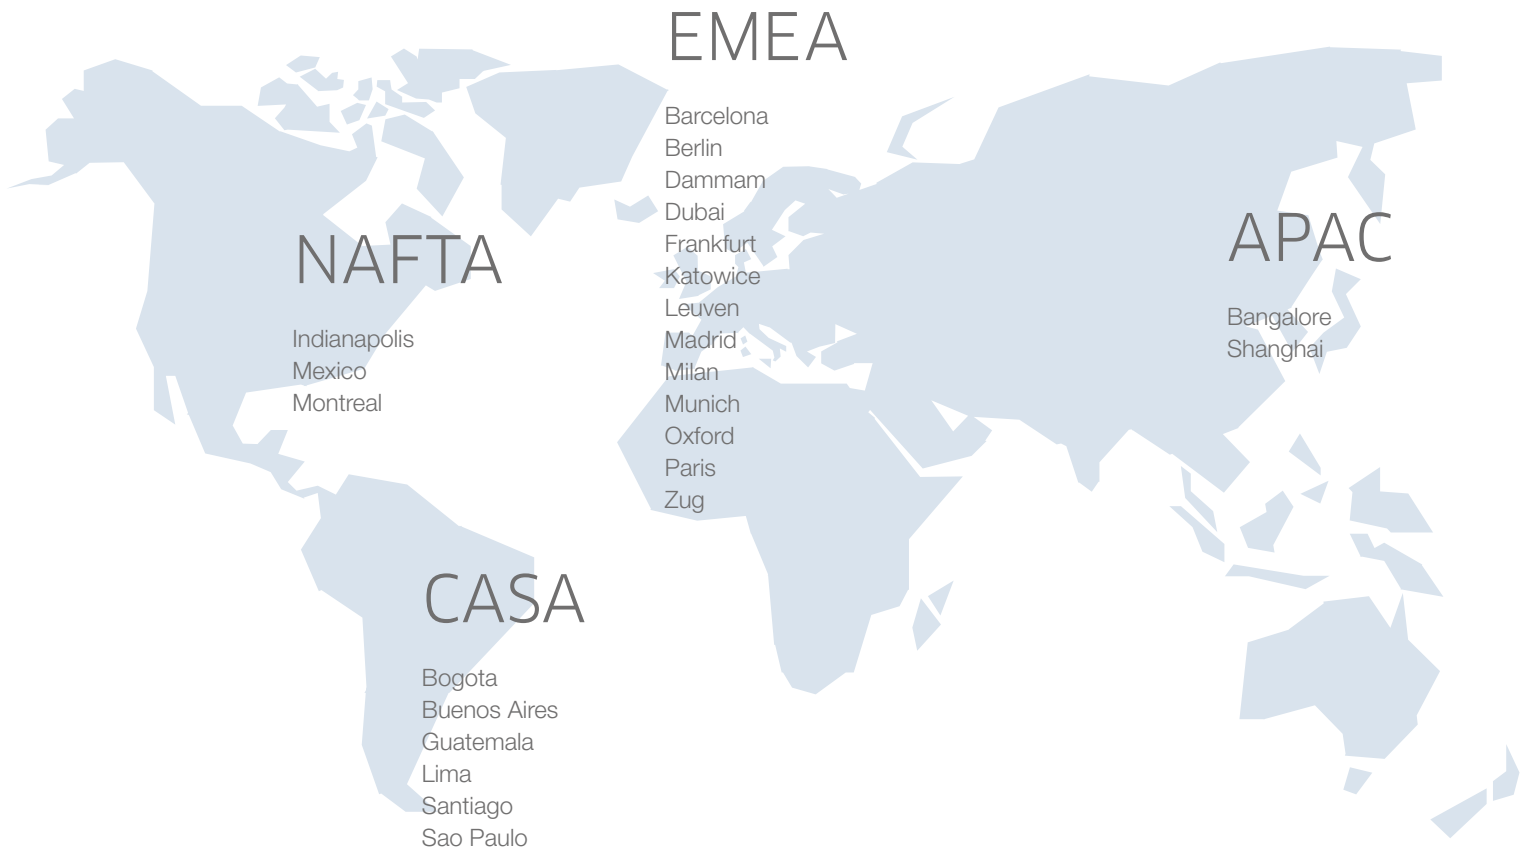 EMEA
Barcelona
Berlin
Dammam
Dubai
Frankfurt
Katowice
Leuven
Madrid
Milan
Munich
Oxford
Paris
Zug
NAFTA
Indianapolis
Mexico
Montreal
APAC
Bangalore
Shanghai
CASA
Bogota
Buenos Aires
Guatemala
Lima
Santiago
Sao Paulo